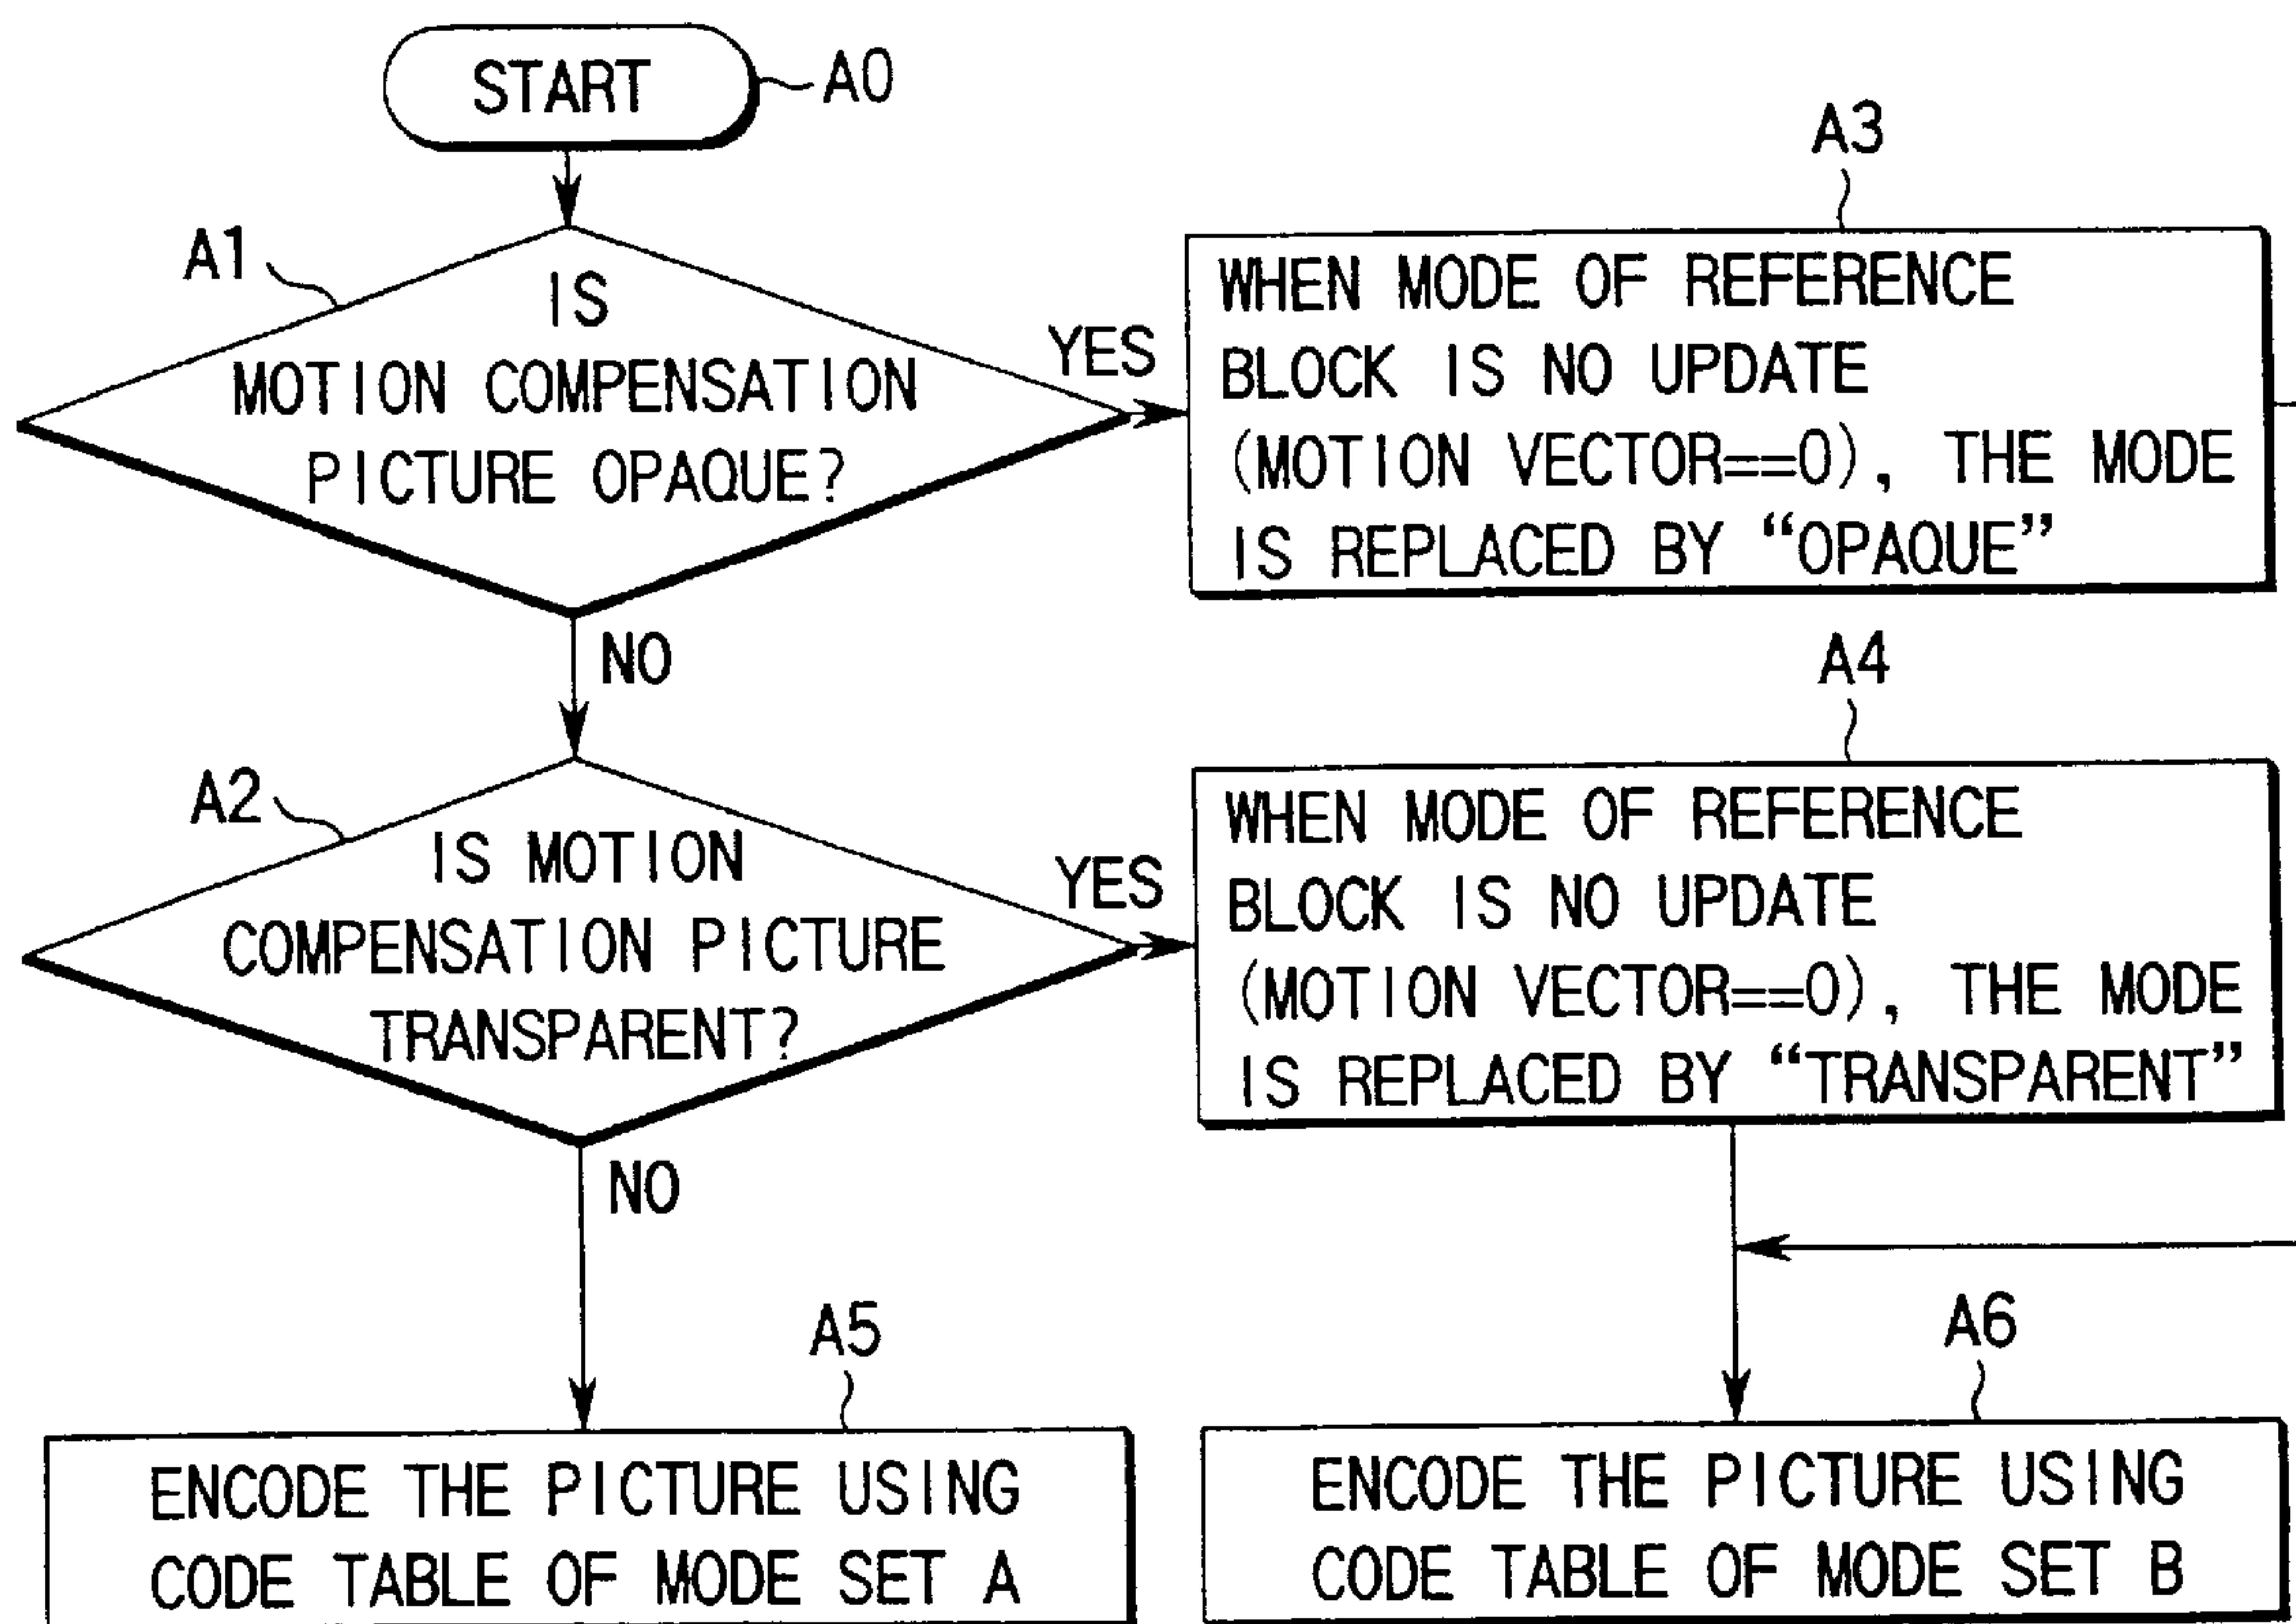 START
A0
A1
IS
MOTION COMPENSATION
PICTURE OPAQUE?
YES
NO
A3
WHEN MODE OF REFERENCE
BLOCK IS NO UPDATE
(MOTION VECTOR==0), THE MODE
IS REPLACED BY “OPAQUE”
A2
IS MOTION
COMPENSATION PICTURE
TRANSPARENT?
YES
NO
A4
WHEN MODE OF REFERENCE
BLOCK IS NO UPDATE
(MOTION VECTOR==0), THE MODE
IS REPLACED BY “TRANSPARENT”
A5
ENCODE THE PICTURE USING
CODE TABLE OF MODE SET A
A6
ENCODE THE PICTURE USING
CODE TABLE OF MODE SET B